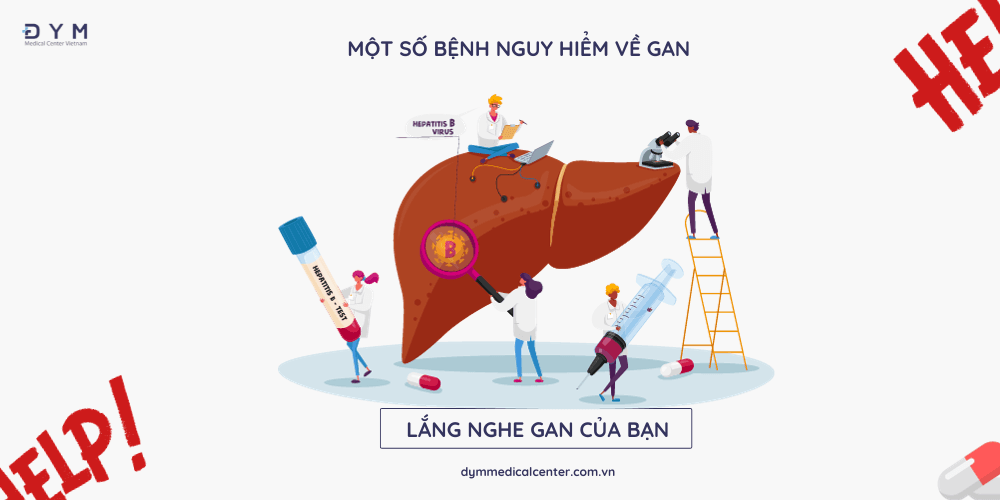 DYM
Medical Center Vietnam
MỘT SỐ BỆNH NGUY HIỂM VỀ GAN
HEL
HEPATITIS B
VIRUS
B
HEPATITIS B - TEST
HELP!
LẮNG NGHE GAN CỦA BẠN
dymmedicalcenter.com.vn